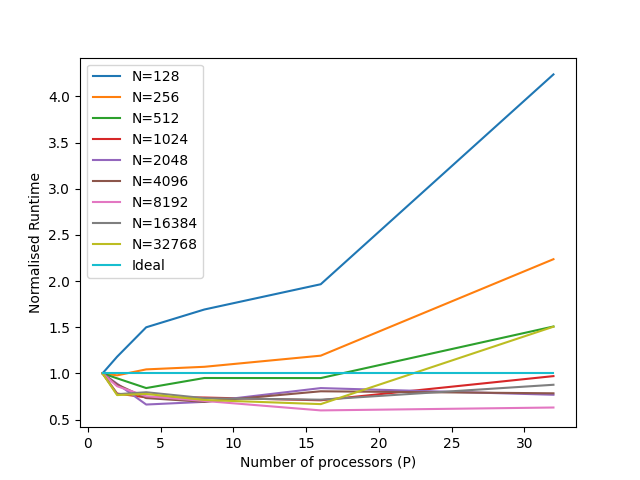 N=128
N=256
N=512
N=1024
N=2048
N=4096
N=8192
N=16384
N=32768
Ideal
Normalised Runtime
4.0
3.5
3.0
2.5
2.0
1.5
1.0
0.5
0 5 10 15 20 25 30
Number of processors (P)